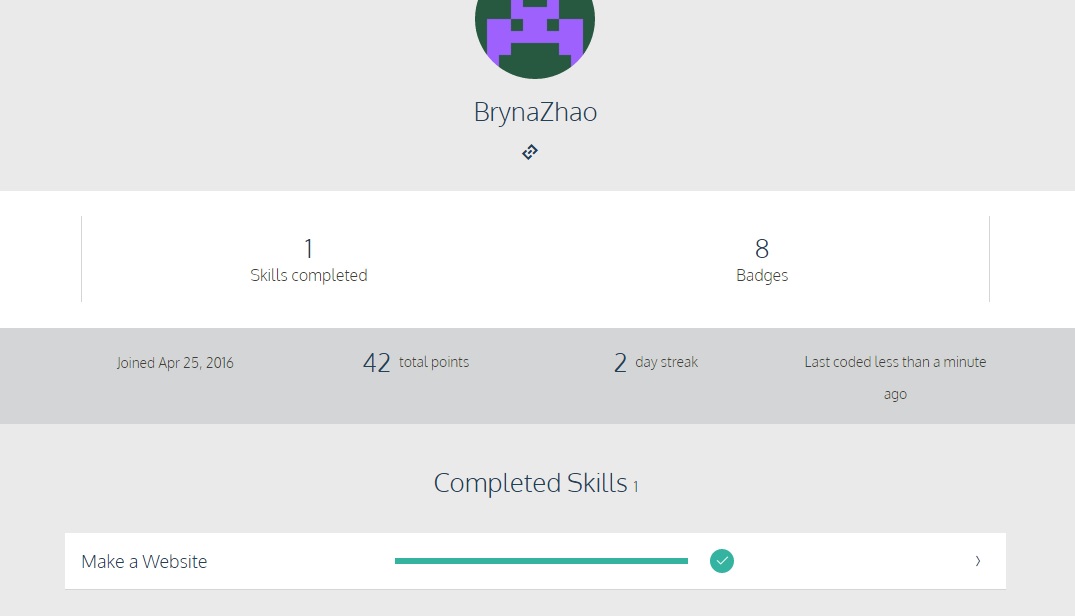 BrynaZhao
1
Skills completed
8
Badges
Joined Apr 25, 2016
42 total points
2 day streak
Last coded less than a minute
ago
Completed Skills 1
Make a Website